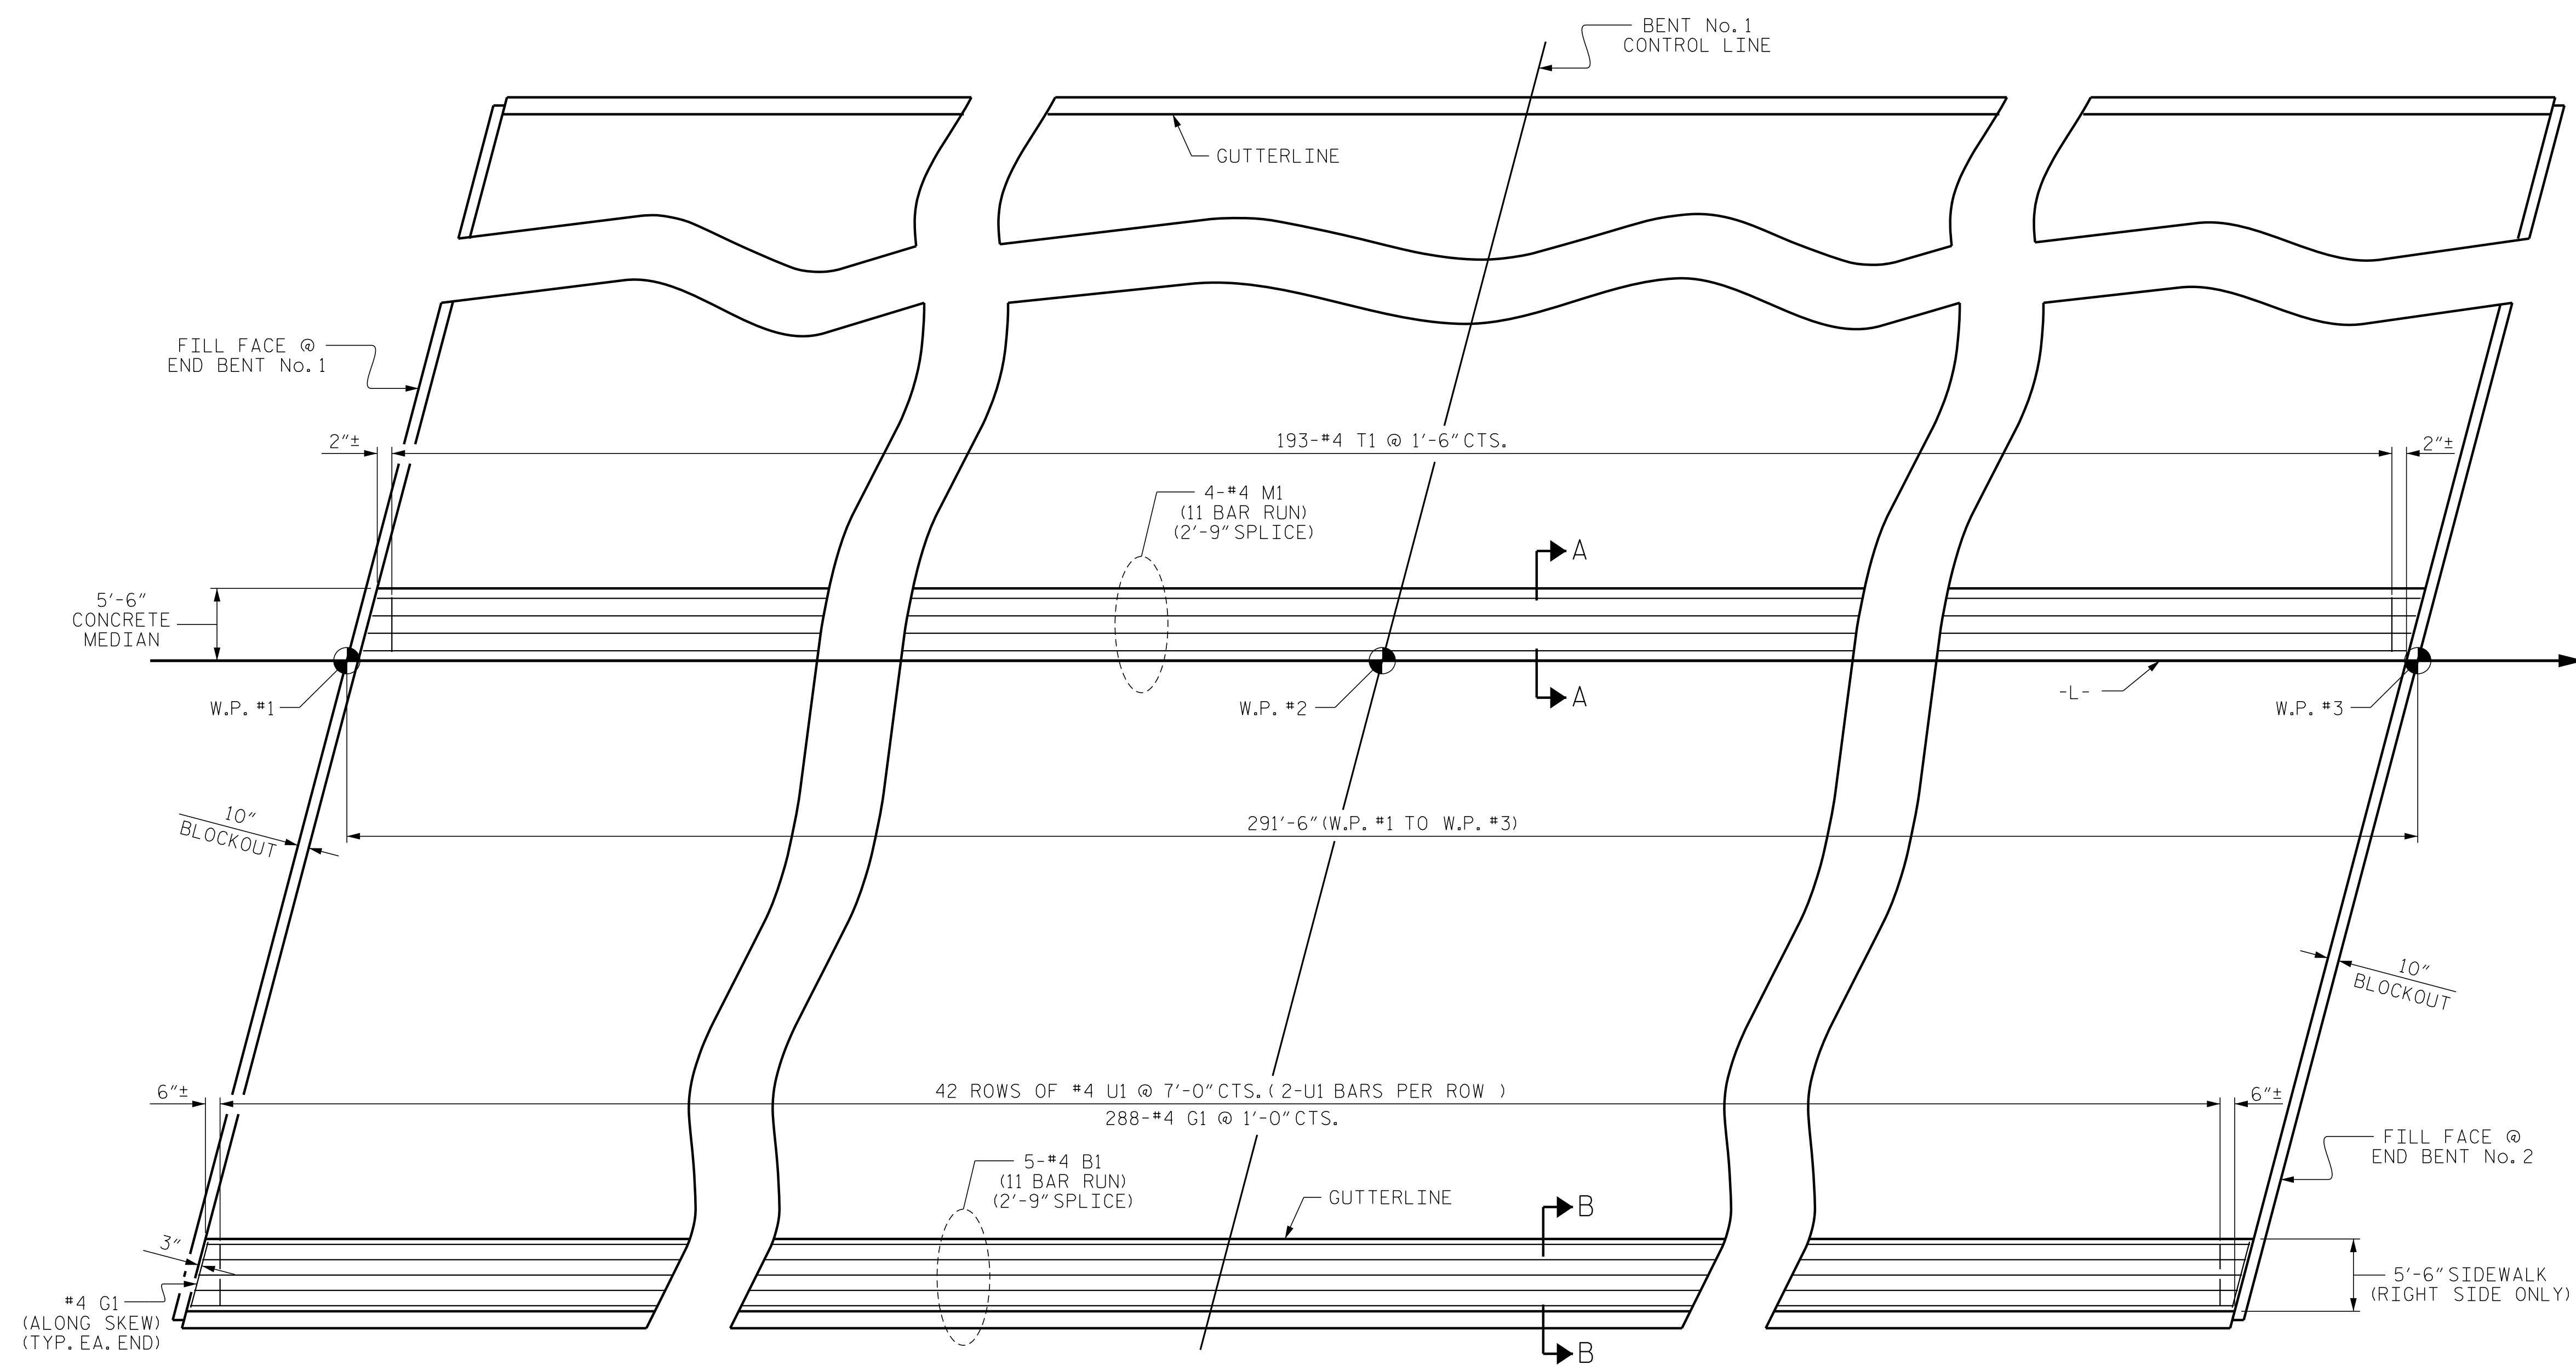 BENT No. 1
CONTROL LINE
GUTTERLINE
FILL FACE @
END BENT No. 1
2"±
193-#4 T1 @ 1'-6" CTS.
2"±
4-#4 M1
(11 BAR RUN)
(2'-9" SPLICE)
A
5'-6"
CONCRETE
MEDIAN
A
W.P. #1
W.P. #2
-L-
W.P. #3
10"
BLOCKOUT
291'-6" (W.P. #1 TO W.P. #3)
10"
BLOCKOUT
6"±
42 ROWS OF #4 U1 @ 7'-0" CTS. ( 2-U1 BARS PER ROW )
6"±
288-#4 G1 @ 1'-0" CTS.
FILL FACE @
END BENT No. 2
5-#4 B1
(11 BAR RUN)
(2'-9" SPLICE)
GUTTERLINE
B
3"
5'-6" SIDEWALK
(RIGHT SIDE ONLY)
#4 G1
(ALONG SKEW)
(TYP. EA. END)
B